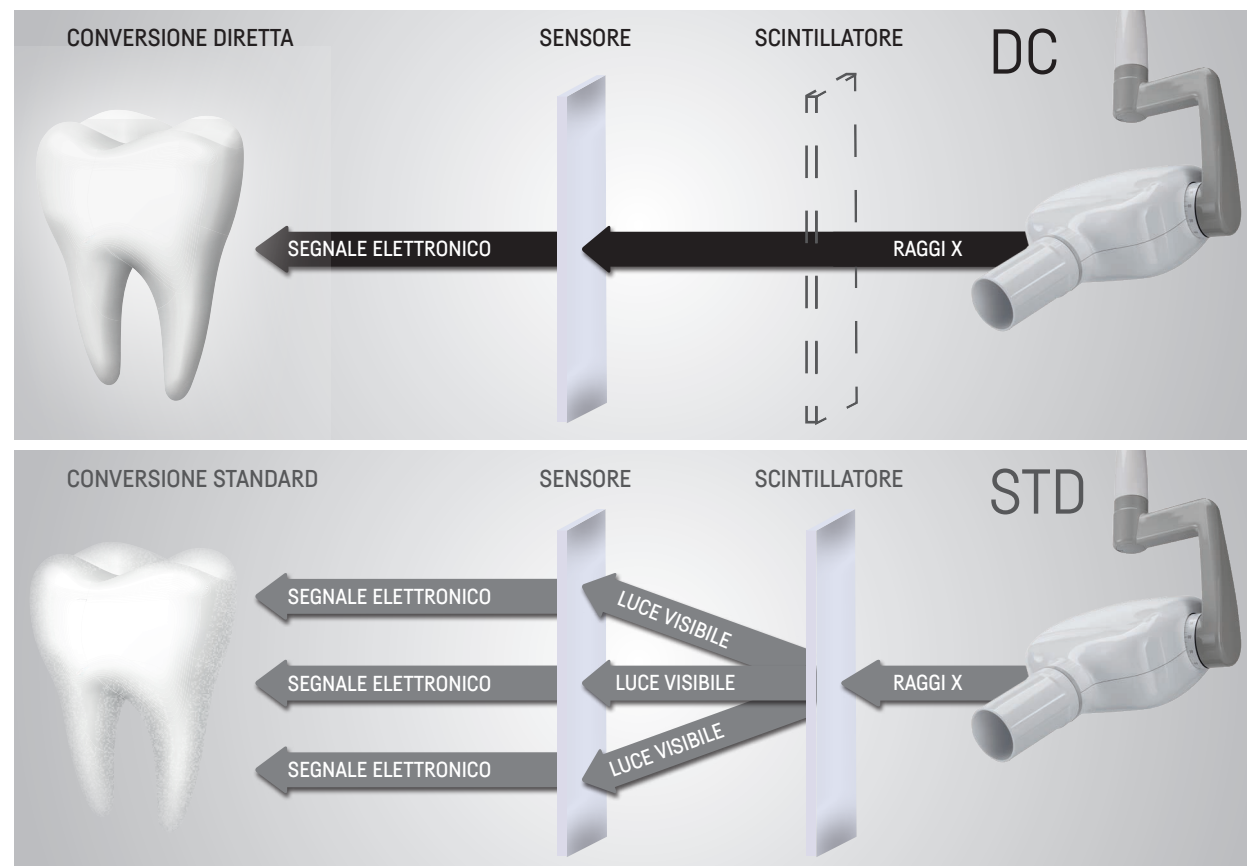 CONVERSIONE DIRETTA
SENSORE
SCINTILLATORE
DC
SEGNALE ELETTRONICO
RAGGI X
CONVERSIONE STANDARD
SENSORE
SCINTILLATORE
STD
SEGNALE ELETTRONICO
LUCE VISIBILE
SEGNALE ELETTRONICO
LUCE VISIBILE
RAGGI X
SEGNALE ELETTRONICO
LUCE VISIBILE